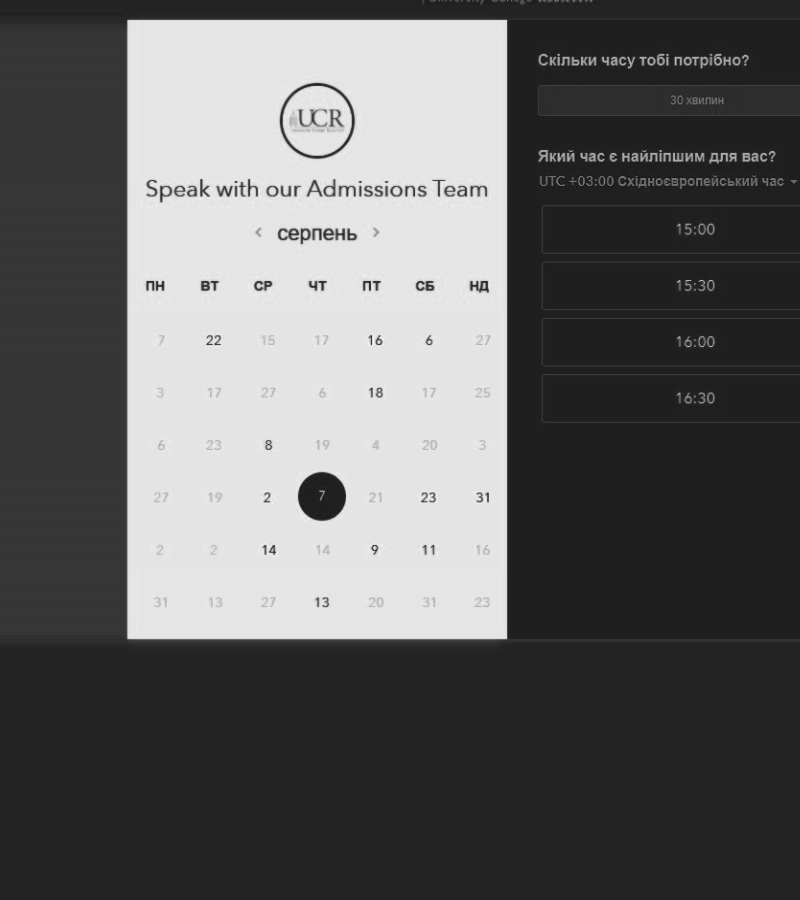 | University College Roosevelt
UCR
Speak with our Admissions Team
серпень
ПН ВТ СР ЧТ ПТ СБ НД
7 22 15 17 16 6 27
3 17 27 6 18 17 25
6 23 8 19 4 20 3
27 19 2 7 21 23 31
2 2 14 14 9 11 16
31 13 27 13 20 31 23
Скільки часу тобі потрібно?
30 хвилин
Який час є найліпшим для вас?
UTC +03:00 Східноєвропейський час
15:00
15:30
16:00
16:30